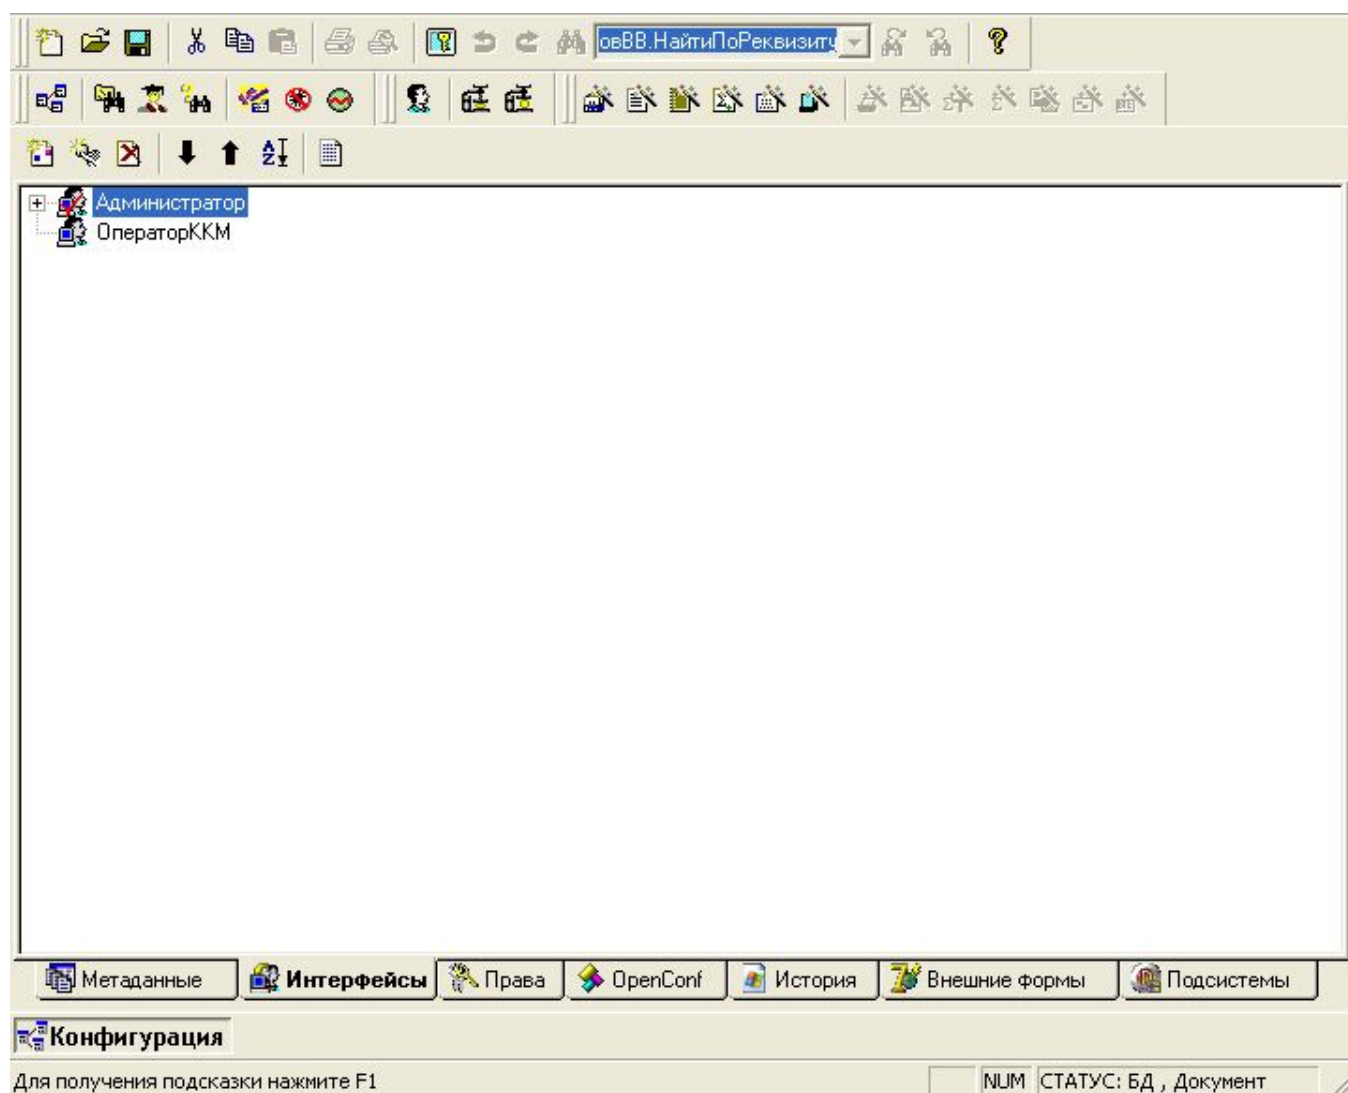 овВВ.НайтиПоРеквизиту
Администратор
ОператорККМ
Метаданные Интерфейсы Права OpenConf История Внешние формы Подсистемы
Конфигурация
Для получения подсказки нажмите F1 NUM СТАТУС: БД , Документ